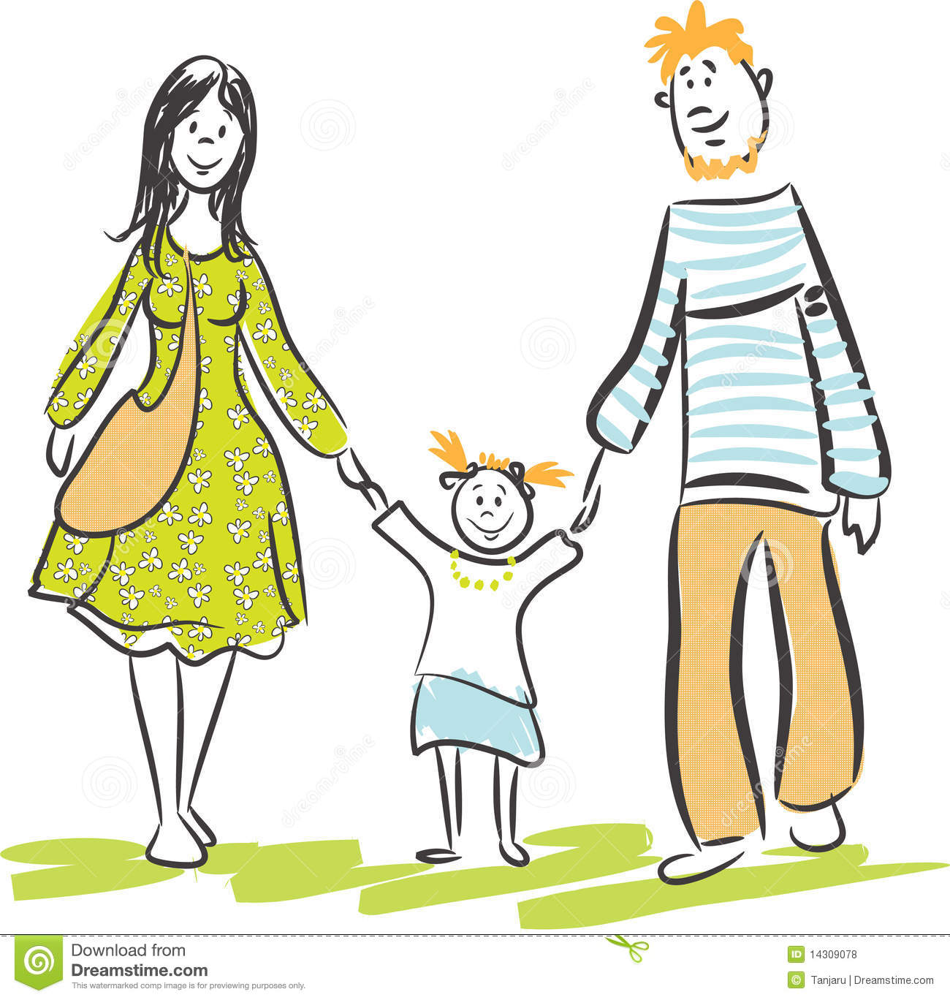 Download from
Dreamstime.com
This watermarked comp image is for previewing purposes only.
ID 14309078
© Tanjaru | Dreamstime.com